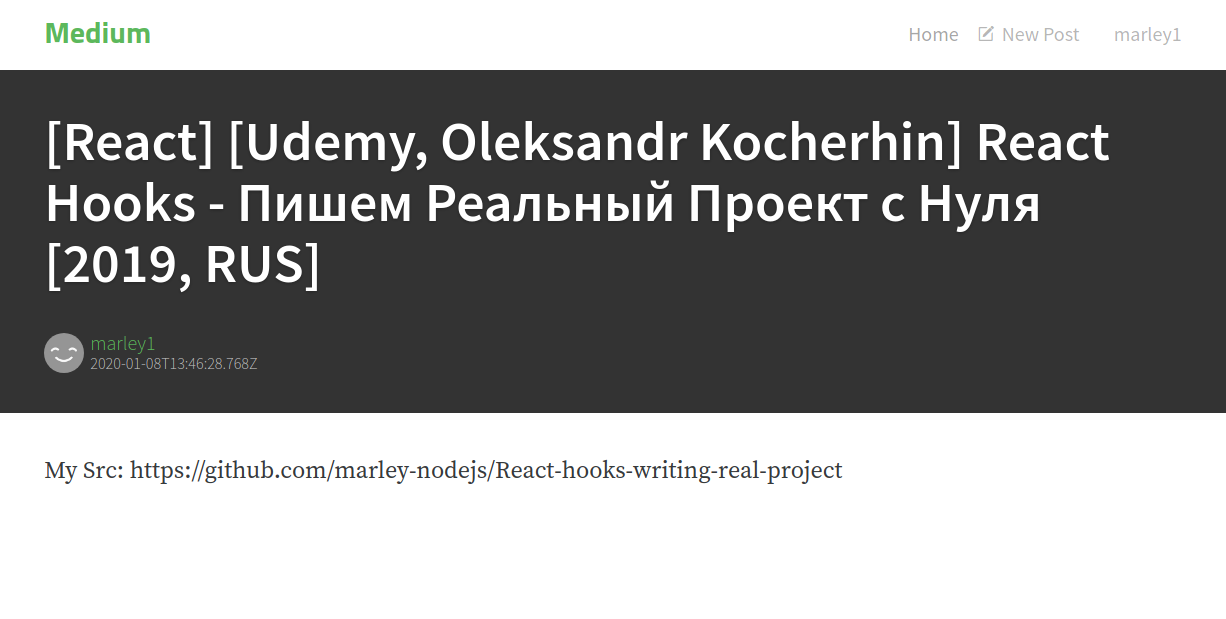 Medium
Home New Post marley1
[React] [Udemy, Oleksandr Kocherhin] React
Hooks - Пишем Реальный Проект с Нуля
[2019, RUS]
marley1
2020-01-08T13:46:28.768Z
My Src: https://github.com/marley-nodejs/React-hooks-writing-real-project